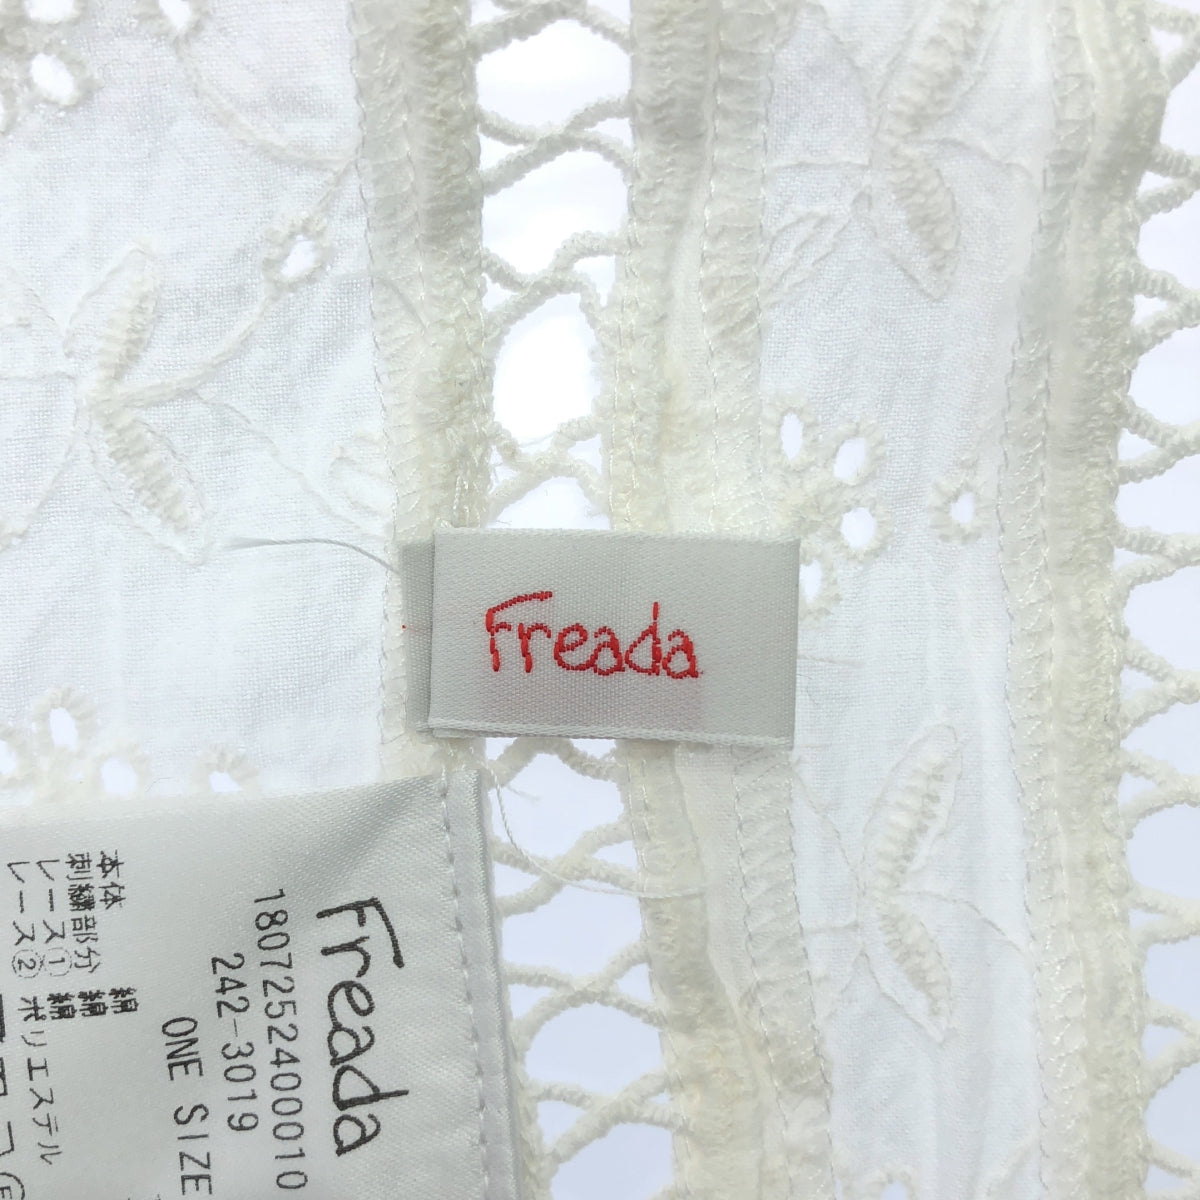 Freada
Freada
18072524000010
242-3019
ONE SIZE
本体 綿
刺繍部分 綿
レース① 綿
レース② ポリエステル